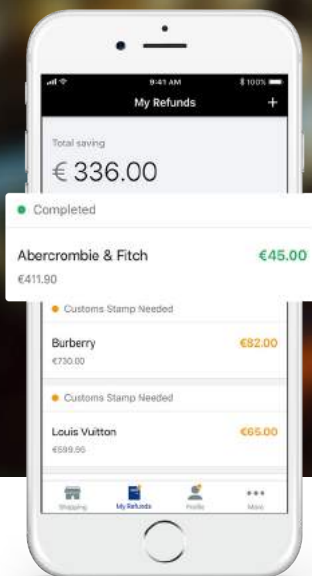 9:41 AM
100%
My Refunds +
Total saving
€ 336.00
Completed
Abercrombie & Fitch €45.00
€411.90
Customs Stamp Needed
Burberry €82.00
€730.00
Customs Stamp Needed
Louis Vuitton €65.00
€599.95
Shopping My Refunds Profile More